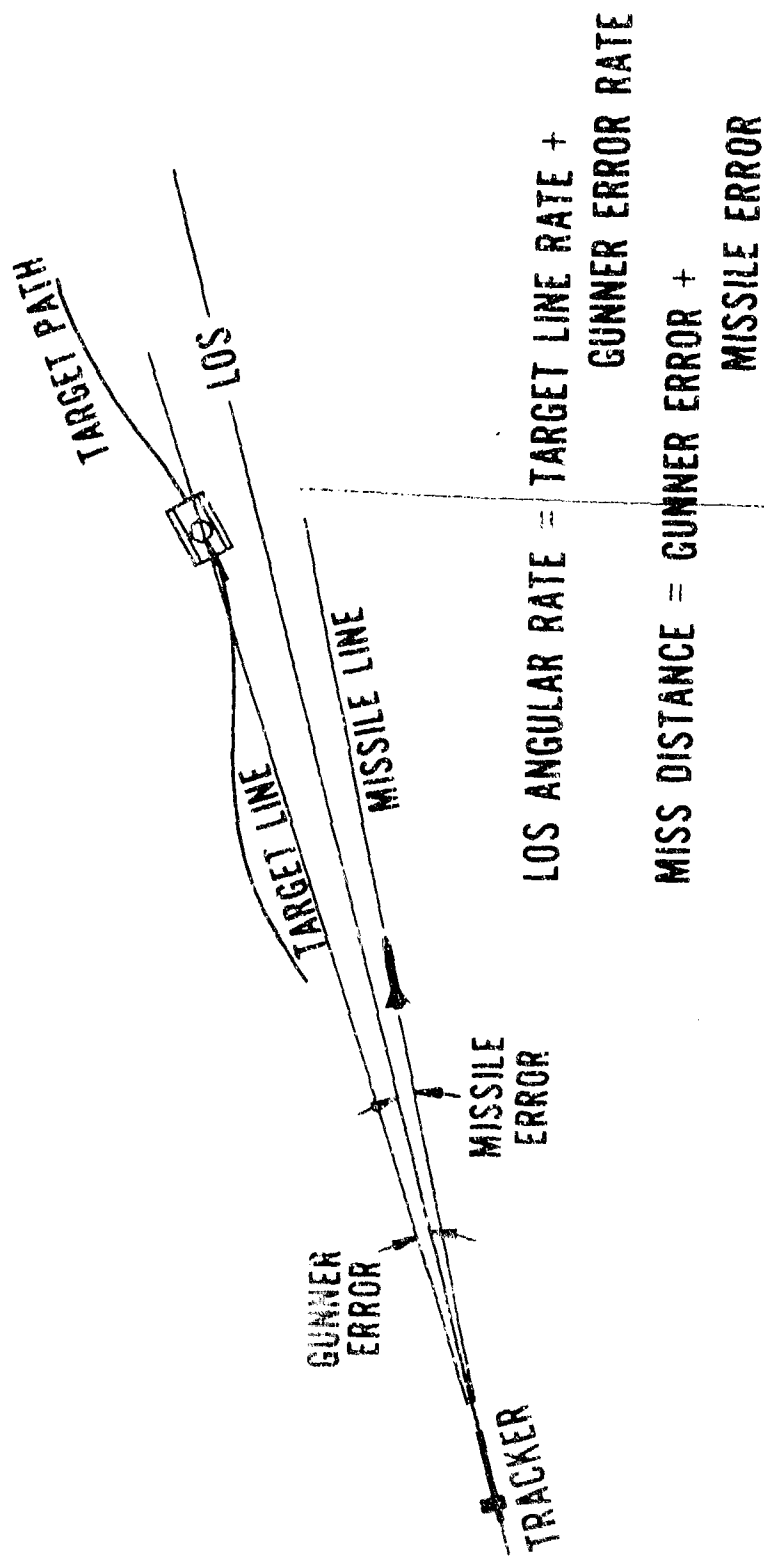 TARGET PATH
LOS
TARGET LINE
MISSILE LINE
GUNNER
ERROR
MISSILE
ERROR
TRACKER
LOS ANGULAR RATE = TARGET LINE RATE +
GUNNER ERROR RATE
MISS DISTANCE = GUNNER ERROR +
MISSILE ERROR